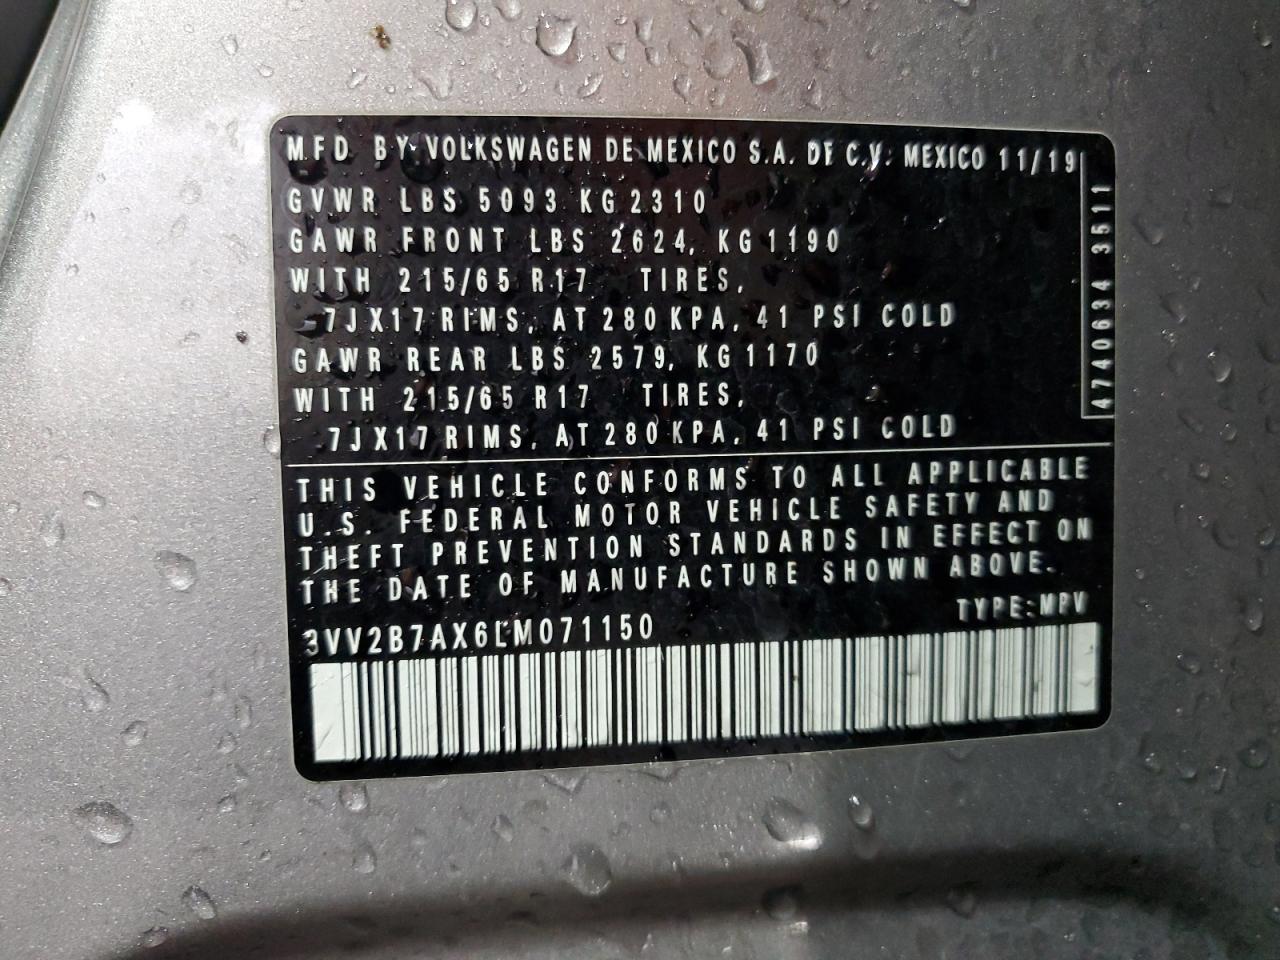 MFD BY VOLKSWAGEN DE MEXICO S.A. DE C.V. MEXICO 11/19
GVWR LBS 5093 KG 2310
GAWR FRONT LBS 2624, KG 1190
WITH 215/65 R17 TIRES,
7JX17 RIMS, AT 280 KPA, 41 PSI COLD
GAWR REAR LBS 2579, KG 1170
WITH 215/65 R17 TIRES,
7JX17 RIMS, AT 280 KPA, 41 PSI COLD
4740634 3511
THIS VEHICLE CONFORMS TO ALL APPLICABLE
U.S. FEDERAL MOTOR VEHICLE SAFETY AND
THEFT PREVENTION STANDARDS IN EFFECT ON
THE DATE OF MANUFACTURE SHOWN ABOVE.
TYPE:MPV
3VV2B7AX6LM071150